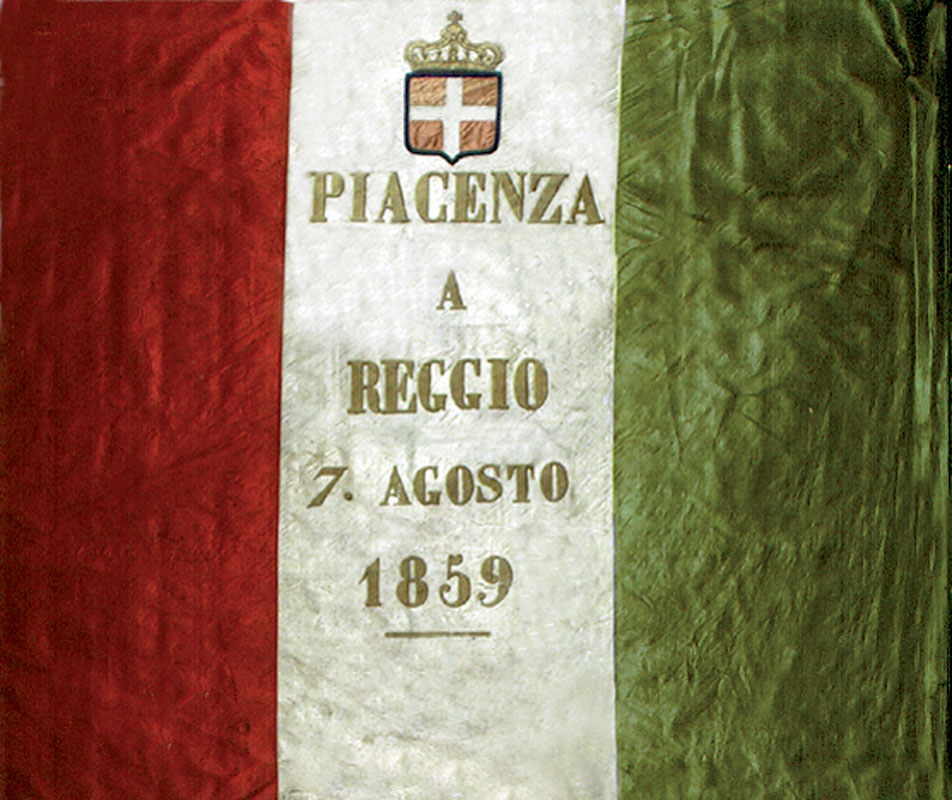 PIACENZA
A
REGGIO
7. AGOSTO
1859